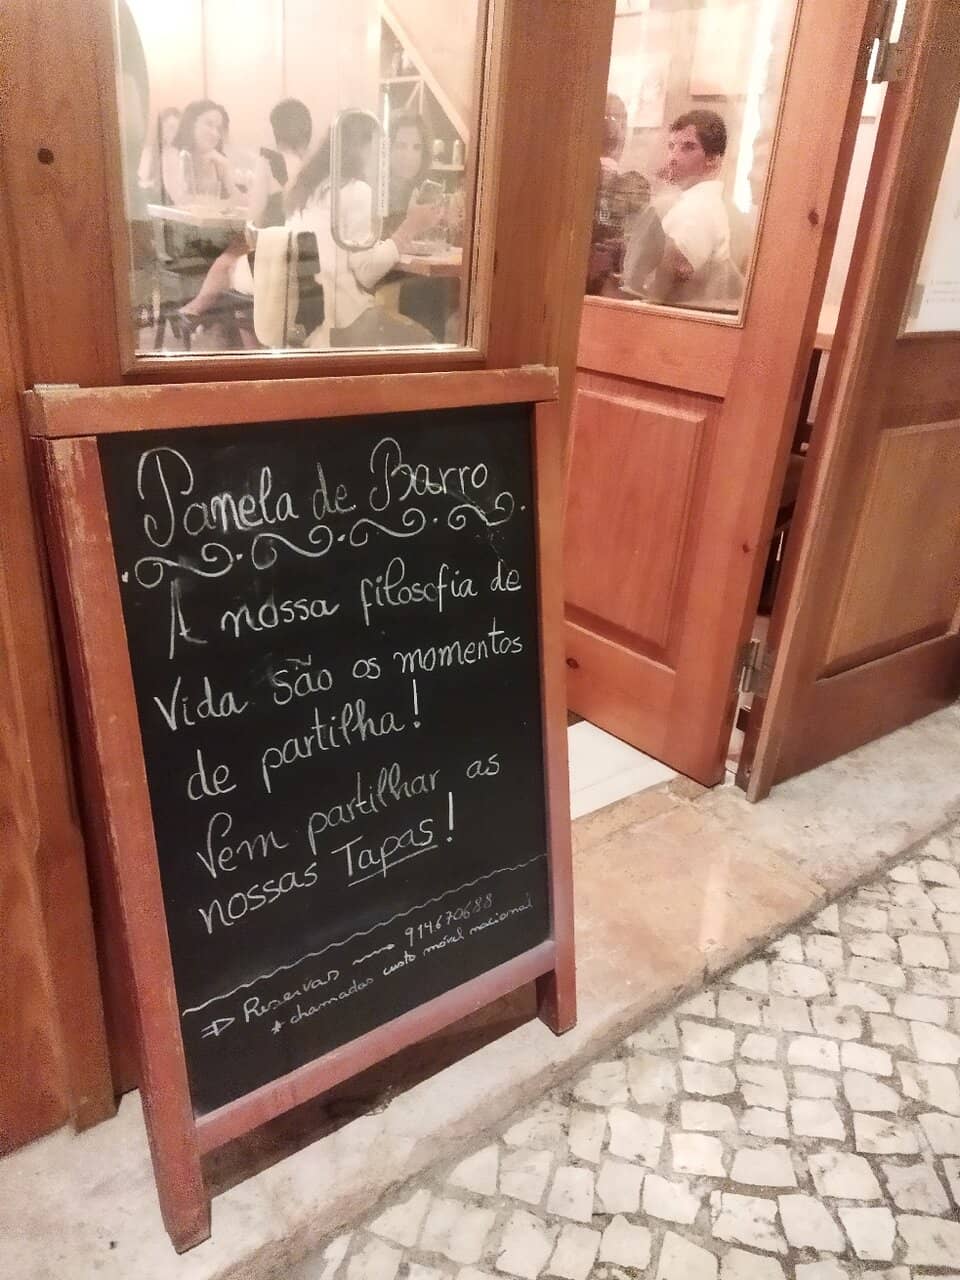 Panela de Barro
A nossa filosofia de
Vida são os momentos
de partilha!
Vem partilhar as
nossas Tapas!
⇒ Reservas → 914670688
* chamadas custo móvel nacional